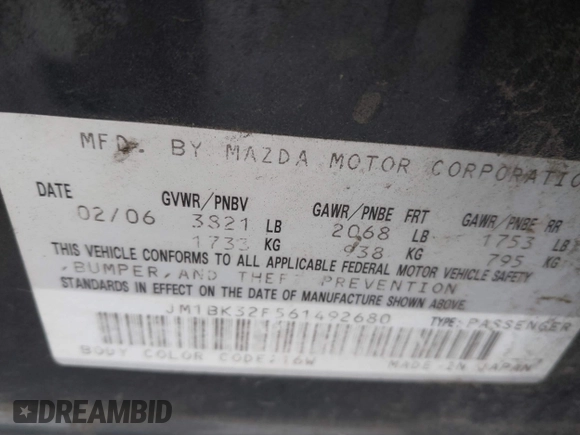 MFD. BY MAZDA MOTOR CORPORATIO
DATE GVWR/PNBV GAWR/PNBE FRT GAWR/PNBE RR
02/06 3821 LB 2068 LB 1753 LB
1733 KG 938 KG 795 KG
THIS VEHICLE CONFORMS TO ALL APPLICABLE FEDERAL MOTOR VEHICLE SAFETY
,BUMPER,AND THEFT PREVENTION
STANDARDS IN EFFECT ON THE DATE OF MANUFACTURE SHOWN ABOVE.
JM1BK32F561492680 TYPE: PASSENGER
BODY COLOR CODE:16W MADE IN JAPAN
DREAMBID